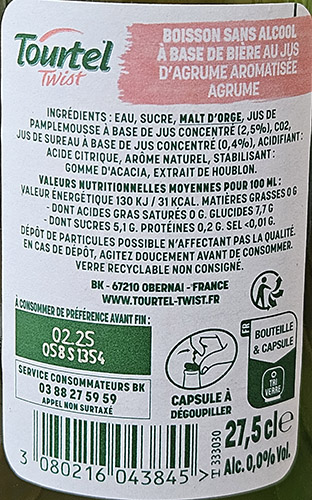 Tourtel
Twist
BOISSON SANS ALCOOL
À BASE DE BIÈRE AU JUS
D'AGRUME AROMATISÉE
AGRUME
INGRÉDIENTS : EAU, SUCRE, MALT D'ORGE, JUS DE
PAMPLEMOUSSE À BASE DE JUS CONCENTRÉ (2,5%), CO2,
JUS DE SUREAU À BASE DE JUS CONCENTRÉ (0,4%), ACIDIFIANT :
ACIDE CITRIQUE, ARÔME NATUREL, STABILISANT :
GOMME D'ACACIA, EXTRAIT DE HOUBLON.
VALEURS NUTRITIONNELLES MOYENNES POUR 100 ML :
VALEUR ÉNERGÉTIQUE 130 KJ / 31 KCAL. MATIÈRES GRASSES 0 G
- DONT ACIDES GRAS SATURÉS 0 G. GLUCIDES 7,7 G
- DONT SUCRES 5,1 G. PROTÉINES 0,2 G. SEL <0,01 G.
DÉPÔT DE PARTICULES POSSIBLE N'AFFECTANT PAS LA QUALITÉ.
EN CAS DE DÉPÔT, AGITEZ DOUCEMENT AVANT DE CONSOMMER.
VERRE RECYCLABLE NON CONSIGNÉ.
BK - 67210 OBERNAI -FRANCE
WWW.TOURTEL-TWIST.FR
À CONSOMMER DE PRÉFÉRENCE AVANT FIN :
02.25
058S1354
SERVICE CONSOMMATEURS BK
03 88 27 59 59
APPEL NON SURTAXÉ
CAPSULE À
DÉGOUPILLER
FR
BOUTEILLE
& CAPSULE
TRI
VERRE
TI 333030
27,5 cl e
Alc. 0,0% Vol.
3 080216 043845 >